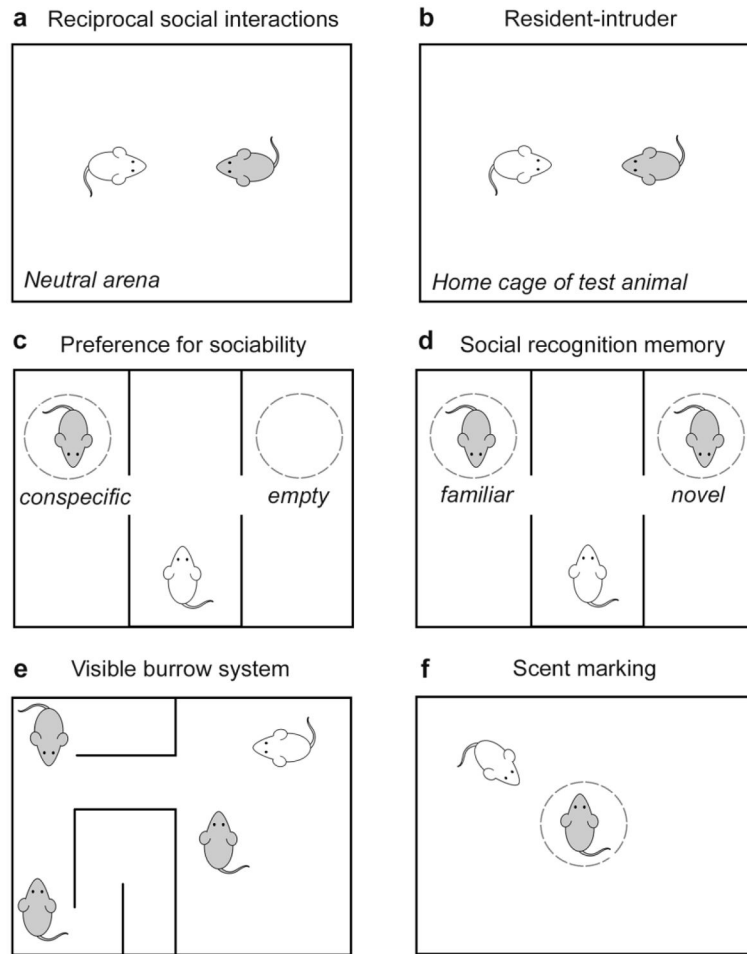 a Reciprocal social interactions
b Resident-intruder
Neutral arena
Home cage of test animal
c Preference for sociability
d Social recognition memory
conspecific
empty
familiar
novel
e Visible burrow system
f Scent marking